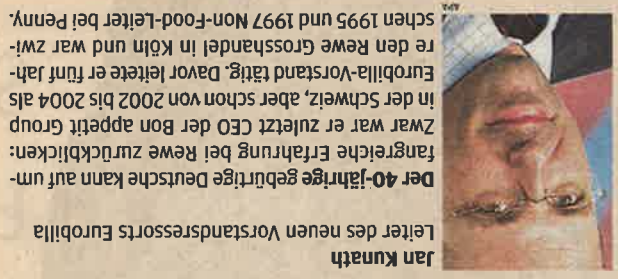 Jan Kunath
Leiter des neuen Vorstandsressorts Eurobilla
Der 40-jährige gebürtige Deutsche kann auf um-
fangreiche Erfahrung bei Rewe zurückblicken:
Zwar war er zuletzt CEO der Bon appetit Group
in der Schweiz, aber schon von 2002 bis 2004 als
Eurobilla-Vorstand tätig. Davor leitete er fünf Jah-
re den Rewe Grosshandel in Köln und war zwi-
schen 1995 und 1997 Non-Food-Leiter bei Penny.
APA